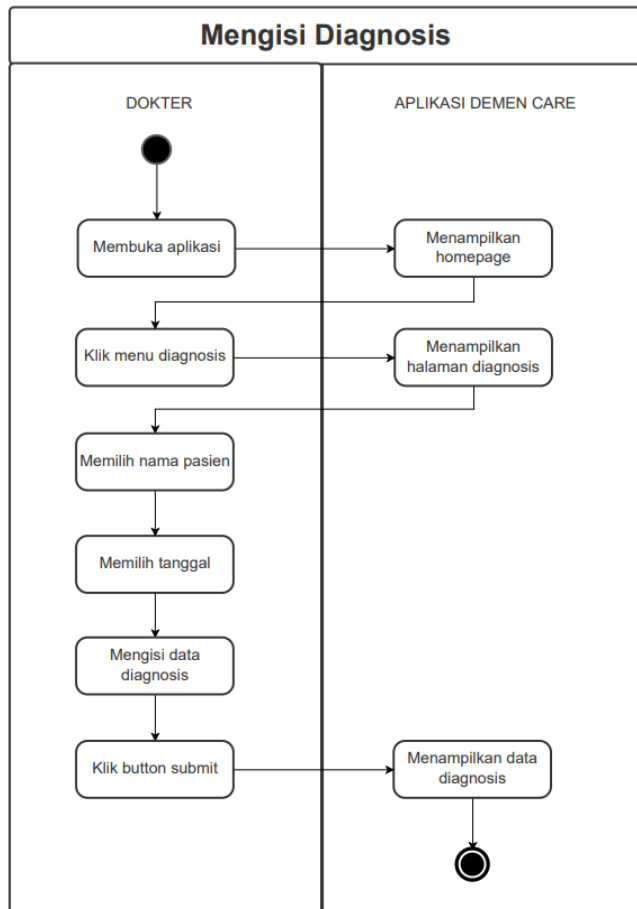 Mengisi Diagnosis
DOKTER
APLIKASI DEMEN CARE
Membuka aplikasi
Menampilkan
homepage
Klik menu diagnosis
Menampilkan
halaman diagnosis
Memilih nama pasien
Memilih tanggal
Mengisi data
diagnosis
Klik button submit
Menampilkan data
diagnosis